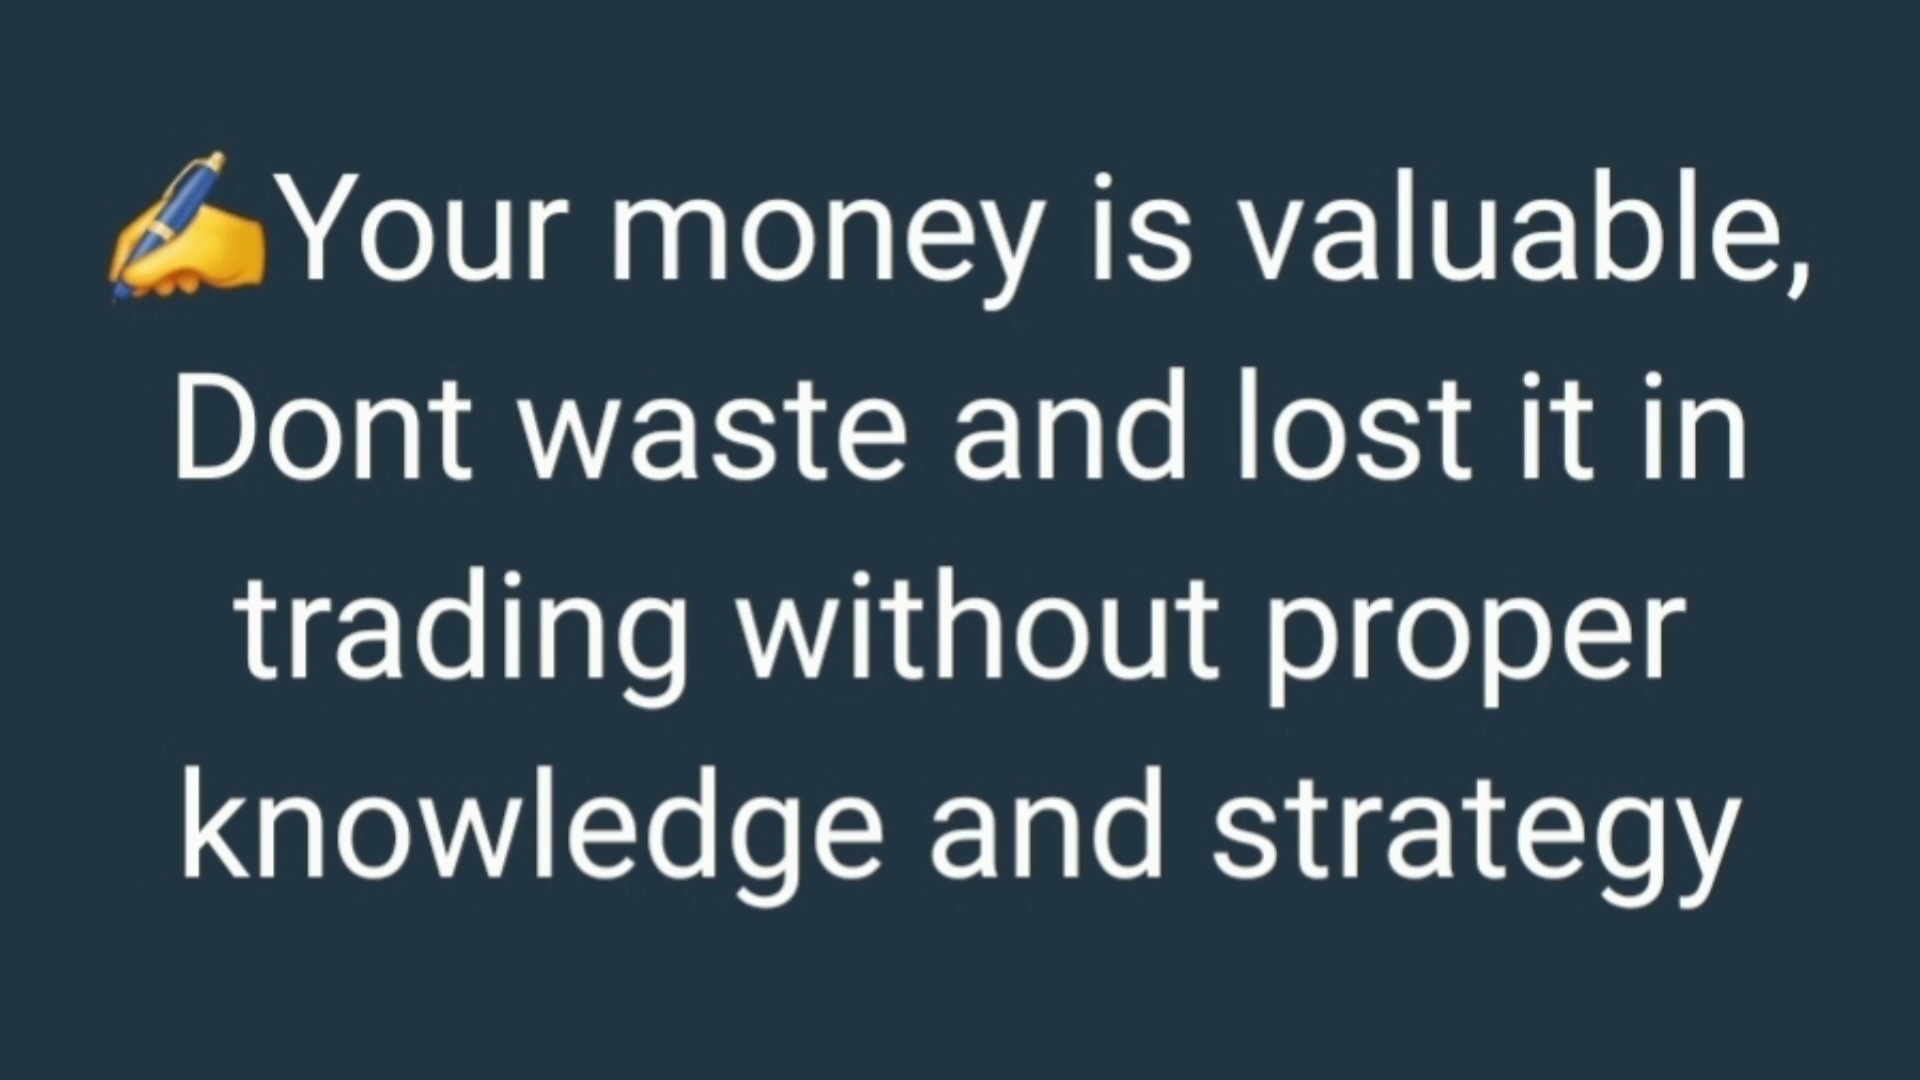 ✍️Your money is valuable,
Dont waste and lost it in
trading without proper
knowledge and strategy